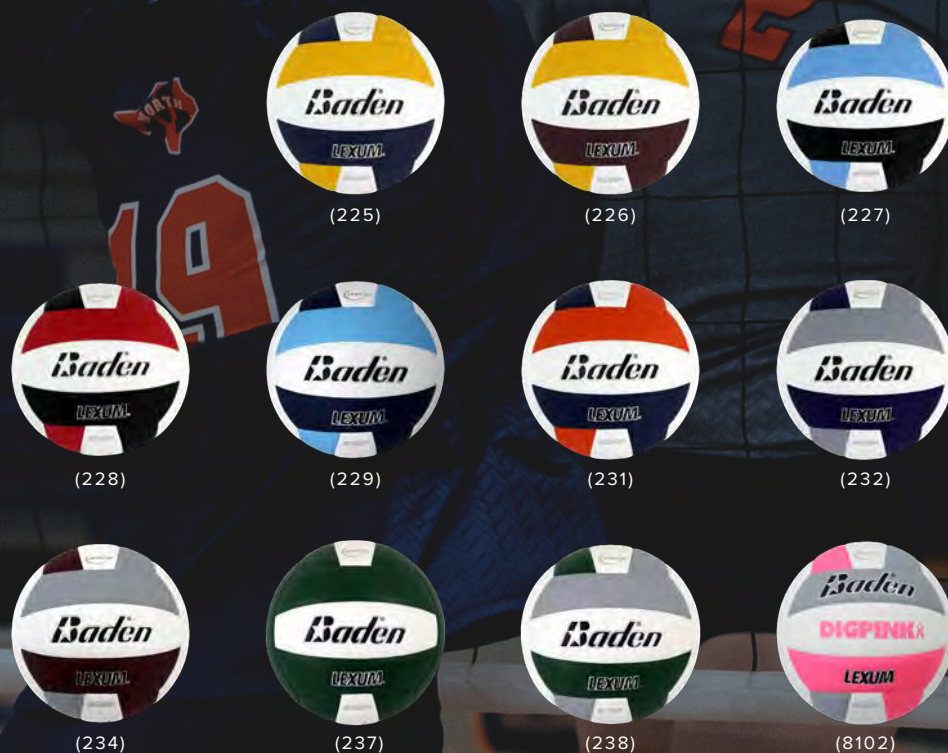 NORTH
19
2
Baden
LEXUM
(225)
Baden
LEXUM
(226)
Baden
LEXUM
(227)
Baden
LEXUM
(228)
Baden
LEXUM
(229)
Baden
LEXUM
(231)
Baden
LEXUM
(232)
Baden
LEXUM
(234)
Baden
LEXUM
(237)
Baden
LEXUM
(238)
Baden
DIGPINK
LEXUM
(8102)